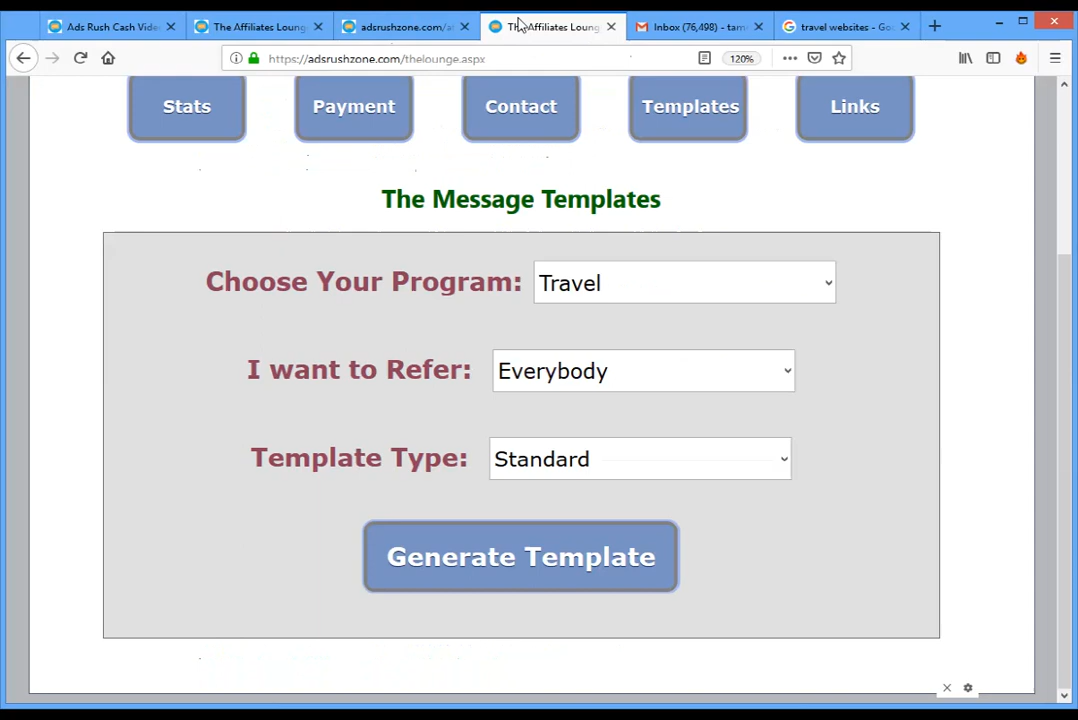 Ads Rush Cash Vide
The Affiliates Loung
adsrushzone.com/a
The Affiliates Loung
Inbox (76,498) - tam
travel websites - Go
https://adsrushzone.com/thelounge.aspx
120%
Stats
Payment
Contact
Templates
Links
The Message Templates
Choose Your Program: Travel
I want to Refer: Everybody
Template Type: Standard
Generate Template